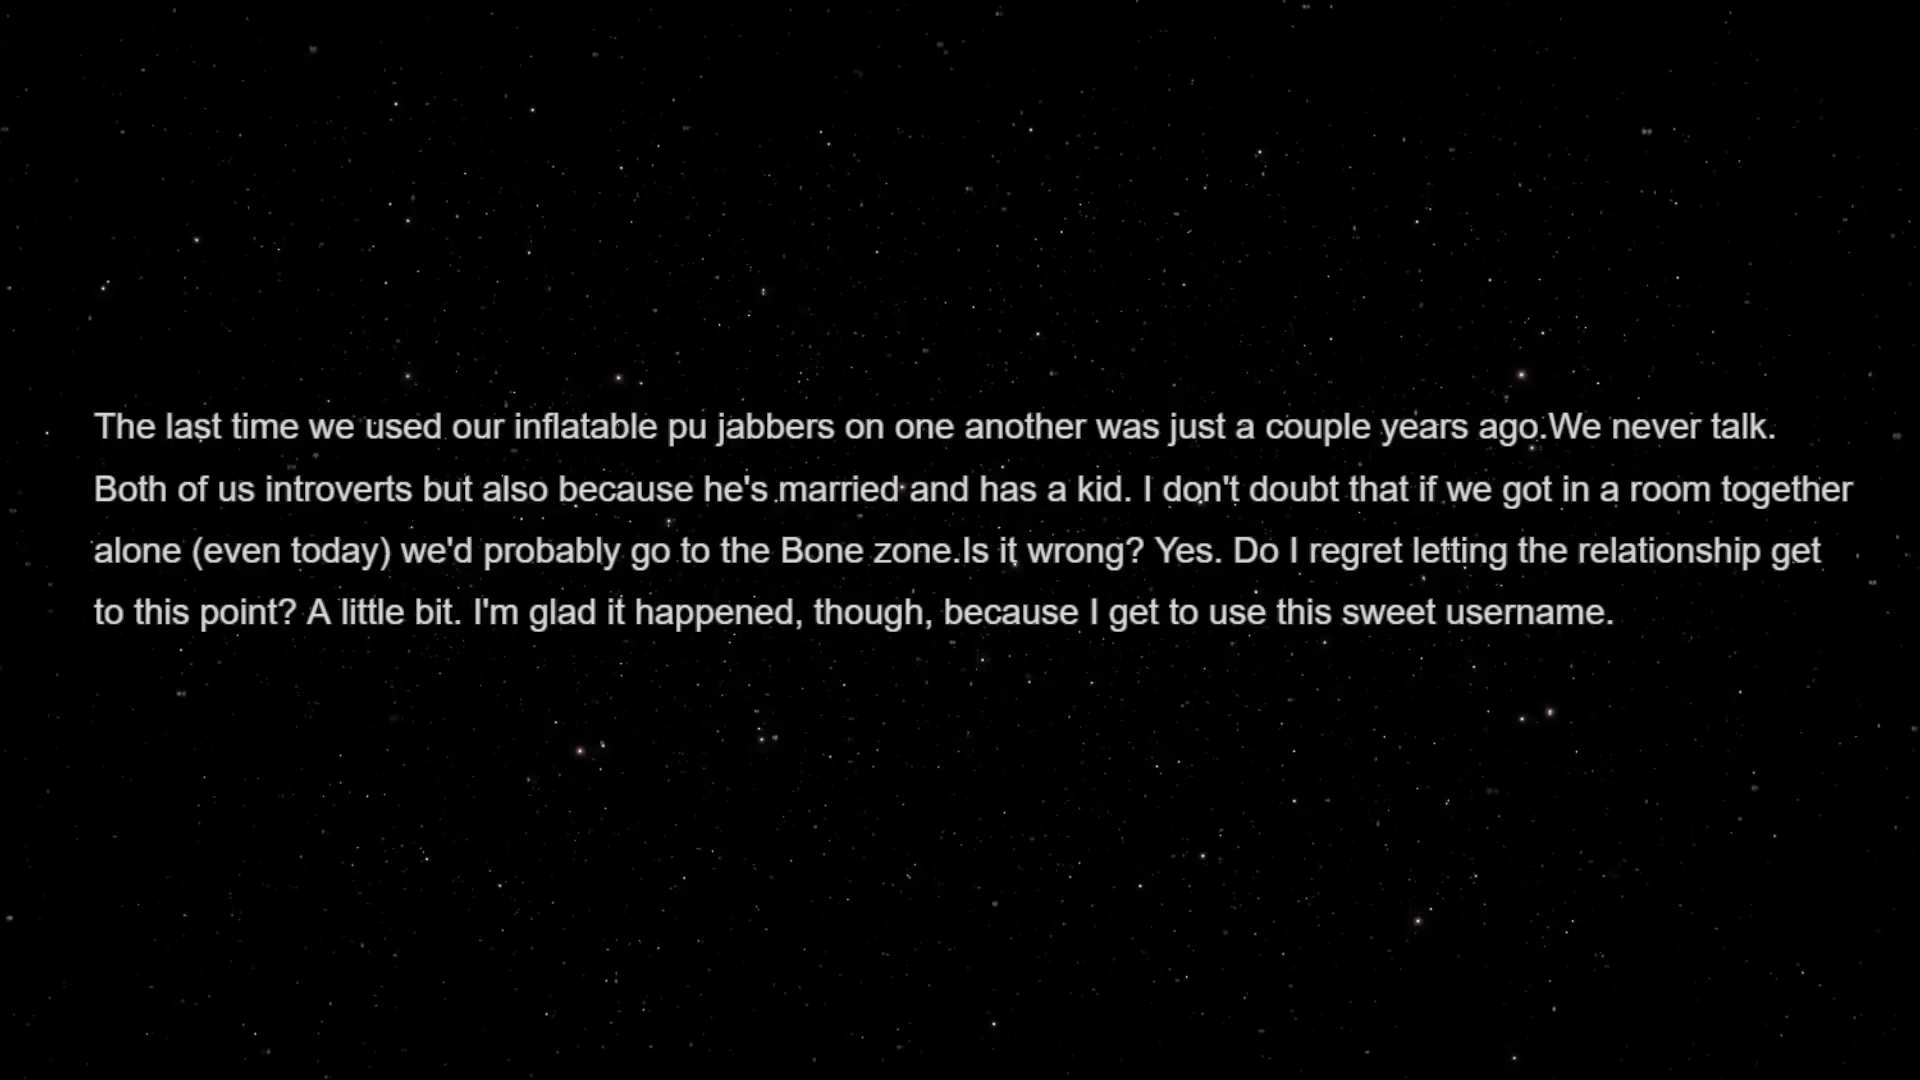 The last time we used our inflatable pu jabbers on one another was just a couple years ago.We never talk.
Both of us introverts but also because he's married and has a kid. I don't doubt that if we got in a room together
alone (even today) we'd probably go to the Bone zone.Is it wrong? Yes. Do I regret letting the relationship get
to this point? A little bit. I'm glad it happened, though, because I get to use this sweet username.